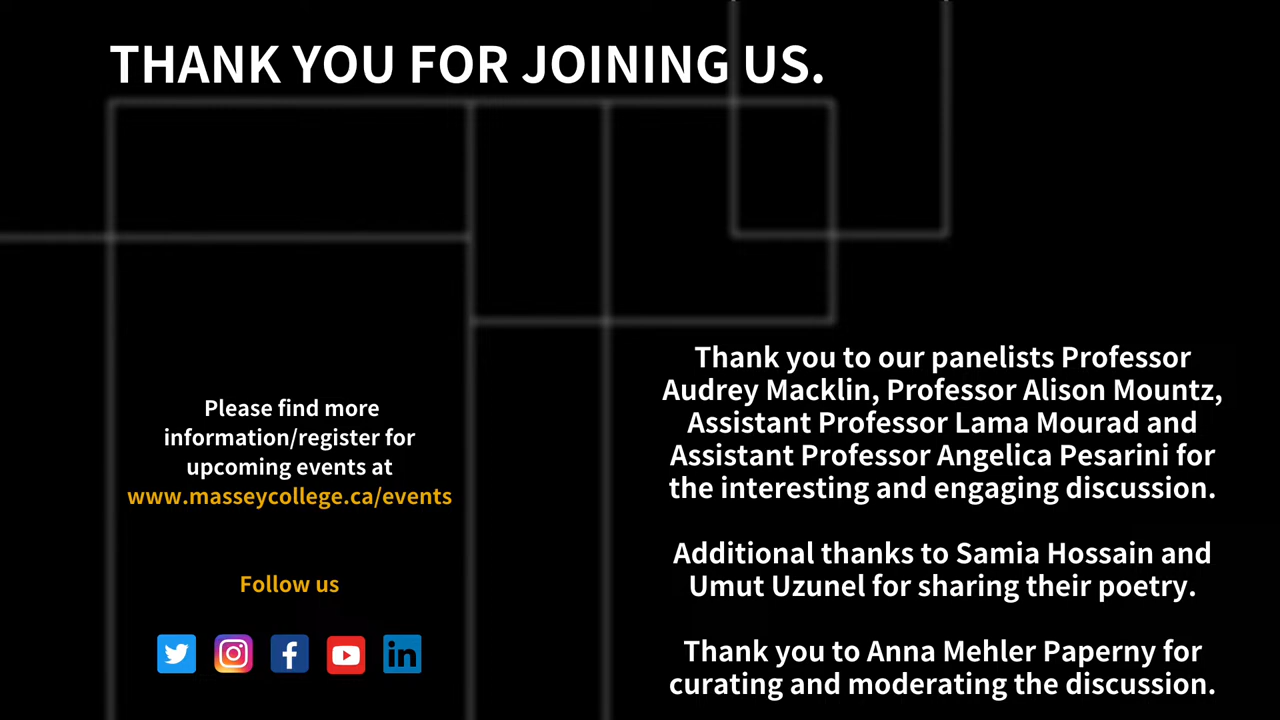 THANK YOU FOR JOINING US.
Please find more
information/register for
upcoming events at
www.masseycollege.ca/events
Follow us
Thank you to our panelists Professor
Audrey Macklin, Professor Alison Mountz,
Assistant Professor Lama Mourad and
Assistant Professor Angelica Pesarini for
the interesting and engaging discussion.
Additional thanks to Samia Hossain and
Umut Uzunel for sharing their poetry.
Thank you to Anna Mehler Paperny for
curating and moderating the discussion.